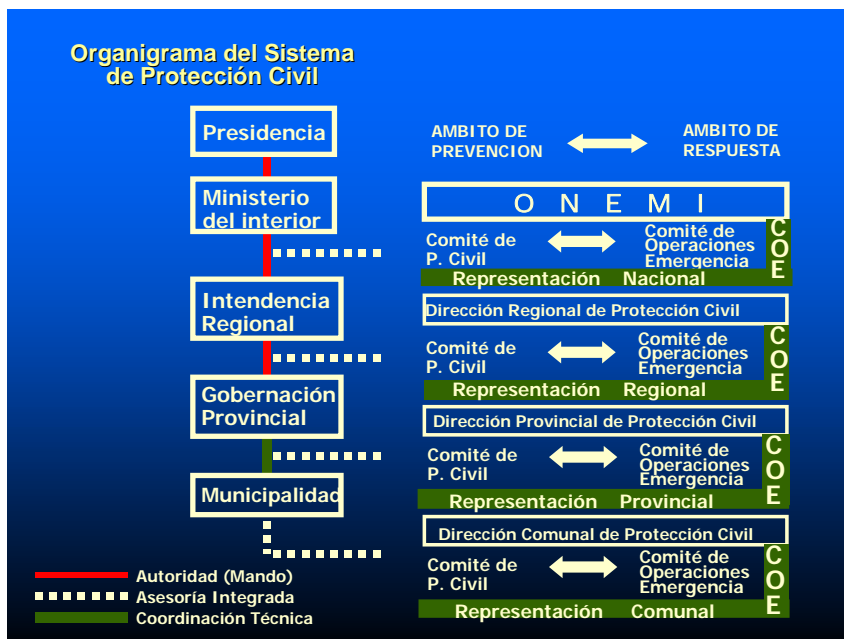 Organigrama del Sistema
de Protección Civil
Presidencia
Ministerio
del interior
Intendencia
Regional
Gobernación
Provincial
Municipalidad
Autoridad (Mando)
Asesoría Integrada
Coordinación Técnica
AMBITO DE
PREVENCION
AMBITO DE
RESPUESTA
O N E M I
Comité de
P. Civil
Comité de
Operaciones
Emergencia
COE
Representación Nacional
Dirección Regional de Protección Civil
Comité de
P. Civil
Comité de
Operaciones
Emergencia
COE
Representación Regional
Dirección Provincial de Protección Civil
Comité de
P. Civil
Comité de
Operaciones
Emergencia
COE
Representación Provincial
Dirección Comunal de Protección Civil
Comité de
P. Civil
Comité de
Operaciones
Emergencia
COE
Representación Comunal